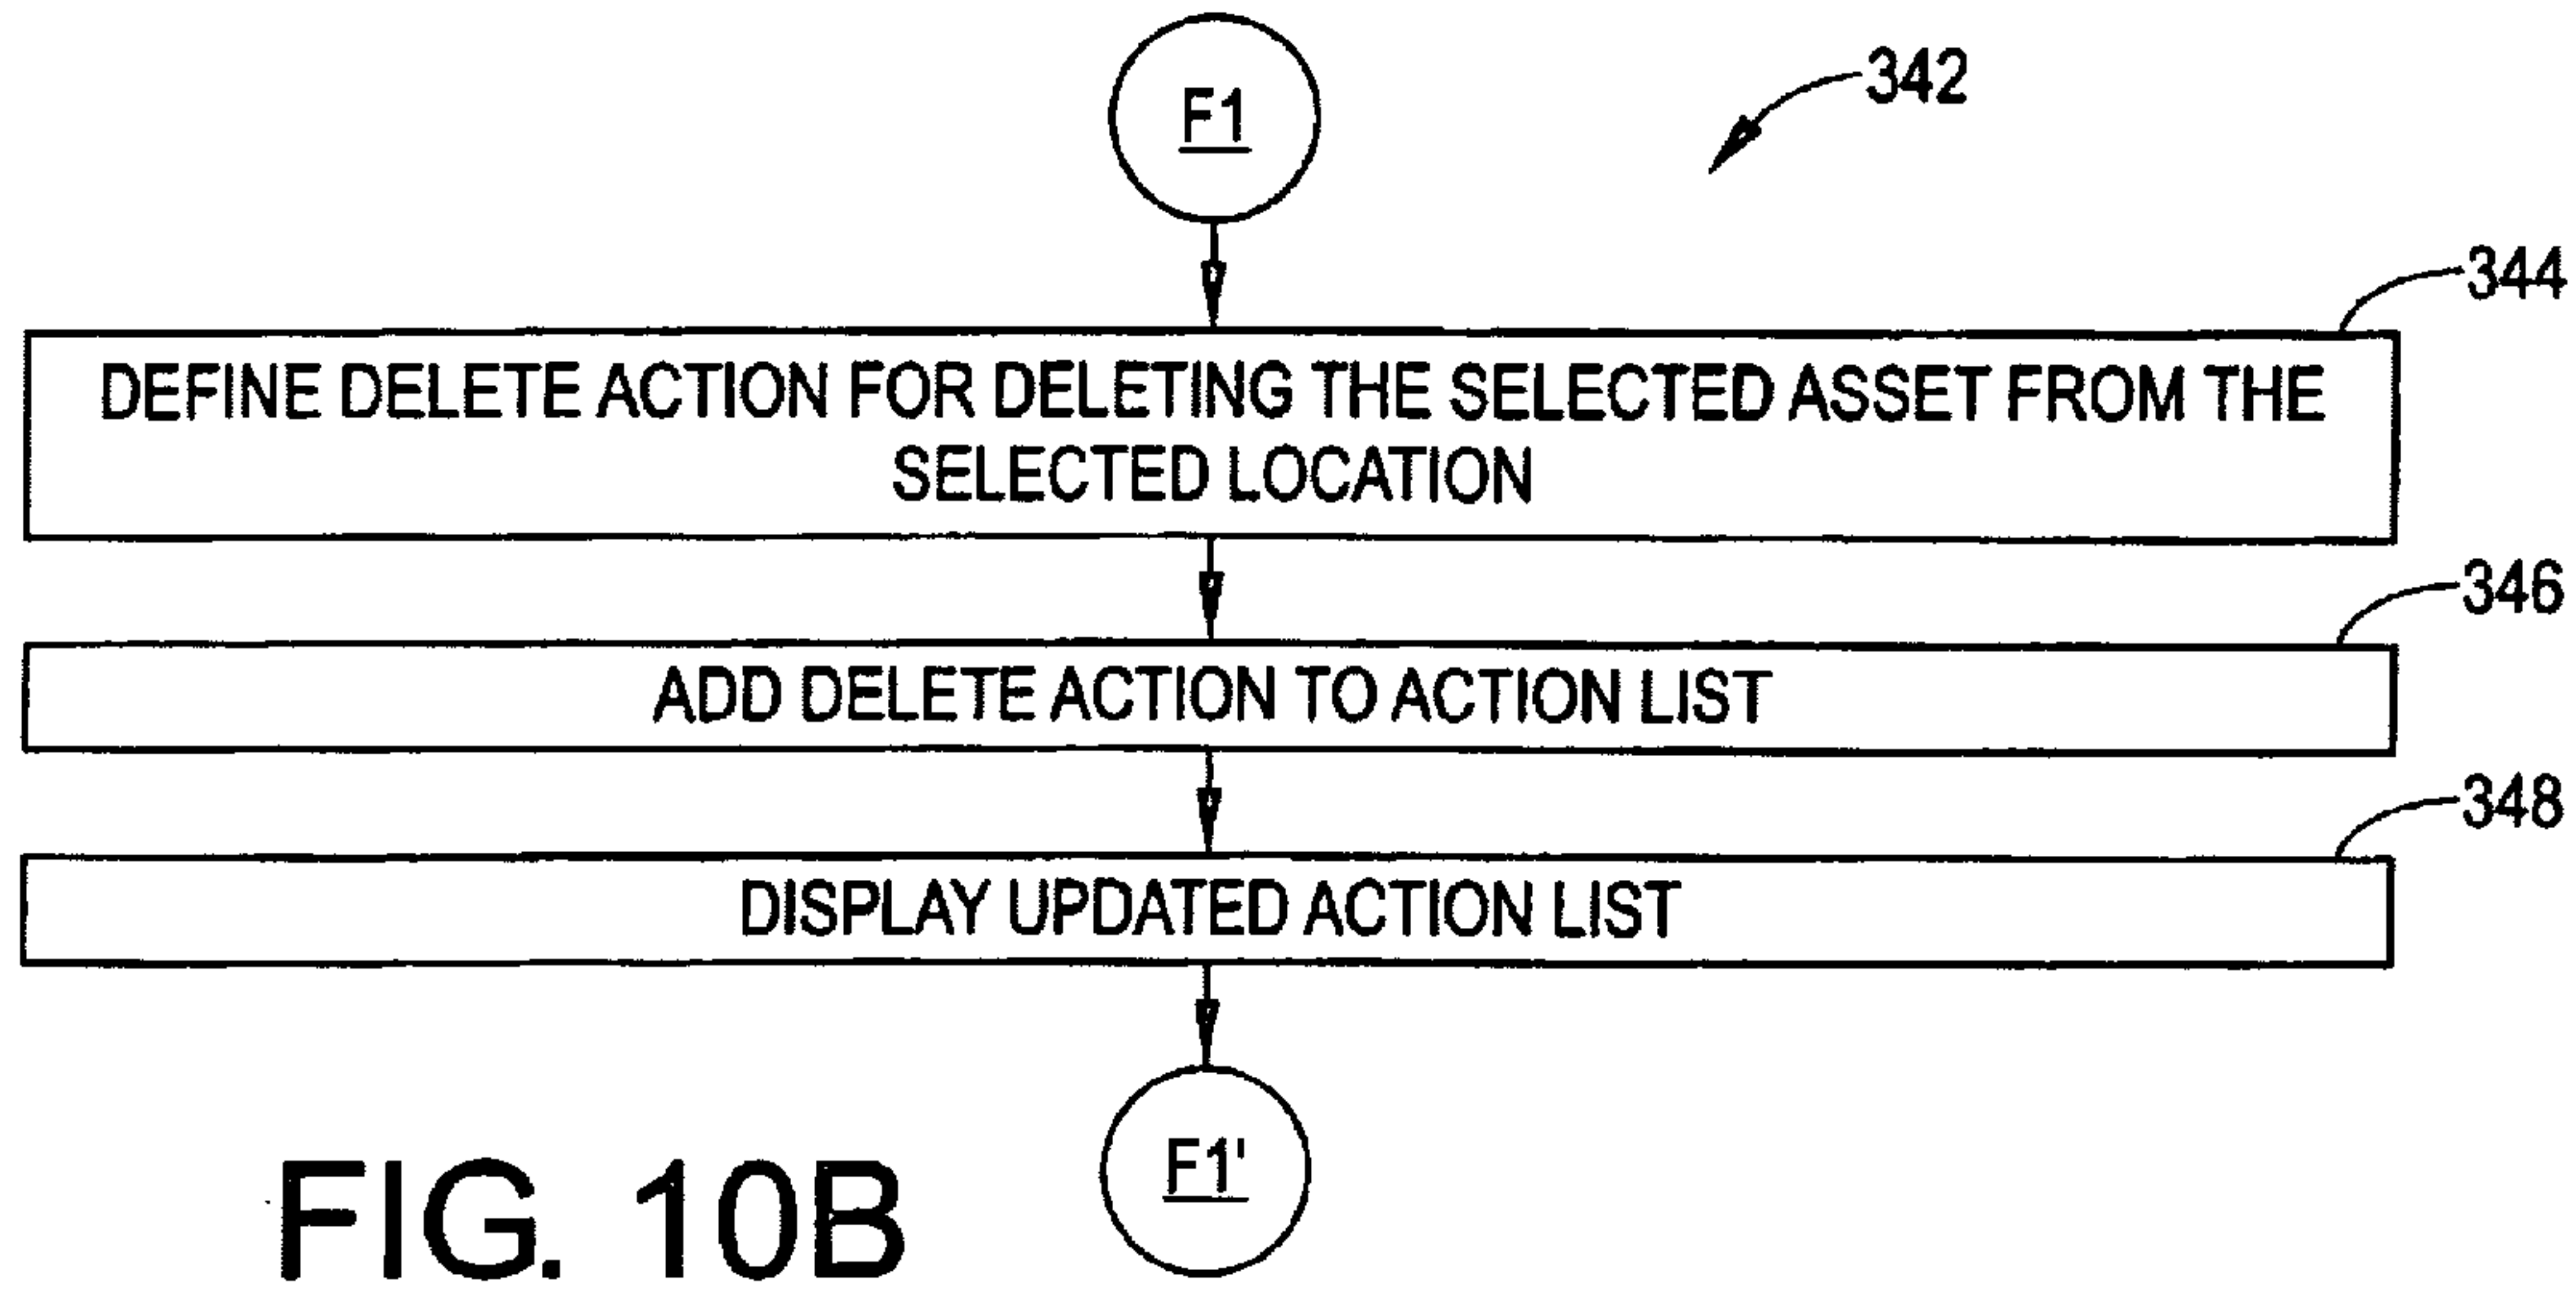 F1
342
344
DEFINE DELETE ACTION FOR DELETING THE SELECTED ASSET FROM THE
SELECTED LOCATION
346
ADD DELETE ACTION TO ACTION LIST
348
DISPLAY UPDATED ACTION LIST
F1'
FIG. 10B